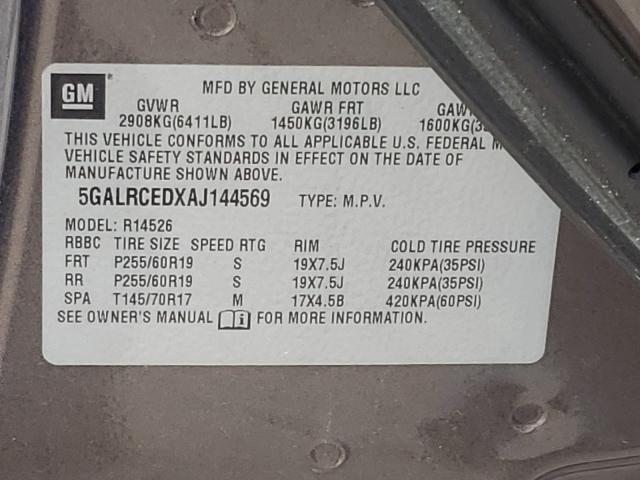 GM ® MFD BY GENERAL MOTORS LLC
GVWR GAWR FRT
2908KG(6411LB) 1450KG(3196LB)
THIS VEHICLE CONFORMS TO ALL APPLICABLE U.S. FEDERAL
VEHICLE SAFETY STANDARDS IN EFFECT ON THE DATE OF
MANUFACTURE SHOWN ABOVE.
5GALRCEDXAJ144569 TYPE: M.P.V.
MODEL: R14526
RBBC TIRE SIZE SPEED RTG RIM COLD TIRE PRESSURE
FRT P255/60R19 S 19X7.5J 240KPA(35PSI)
RR P255/60R19 S 19X7.5J 240KPA(35PSI)
SPA T145/70R17 M 17X4.5B 420KPA(60PSI)
SEE OWNER'S MANUAL i FOR MORE INFORMATION.